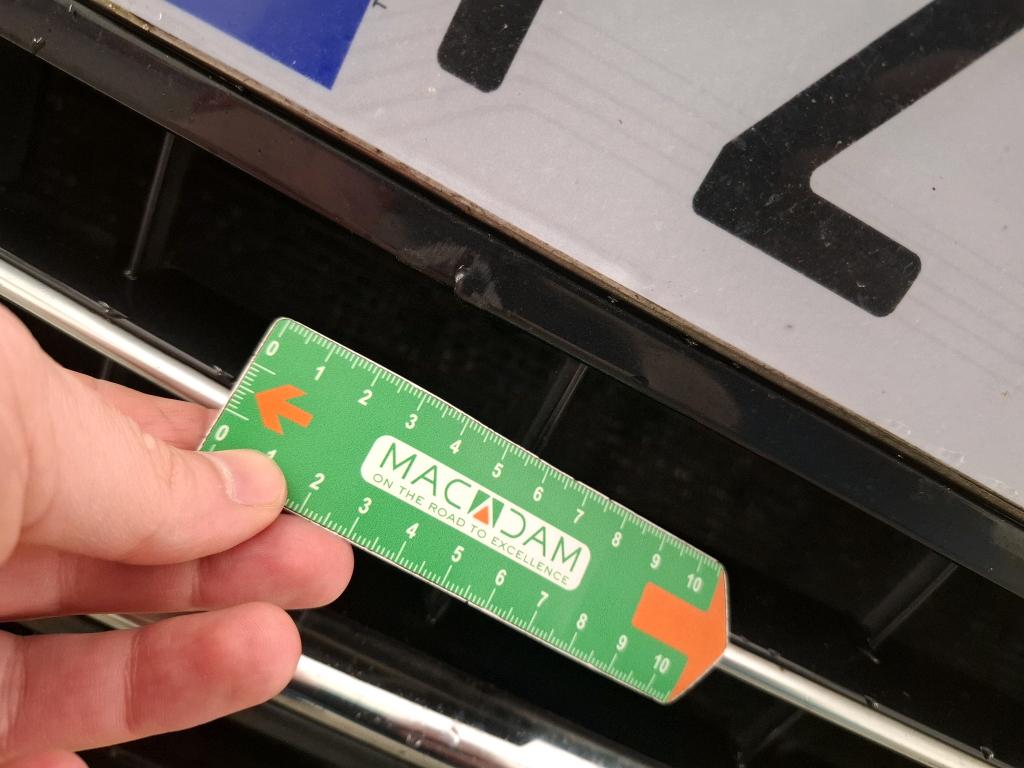 T
0 1 2 3 4 5 6 7 8 9 10
MACADAM
ON THE ROAD TO EXCELLENCE
0 1 2 3 4 5 6 7 8 9 10